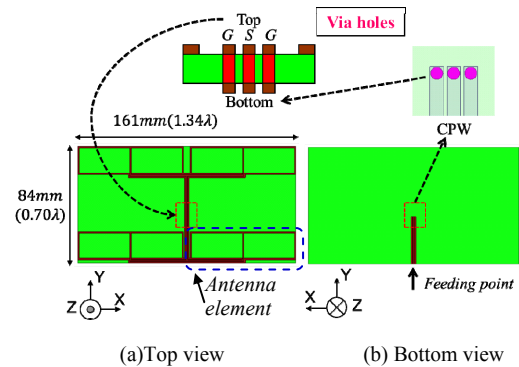 Top
Via holes
G S G
Bottom
CPW
161mm(1.34λ)
84mm
(0.70λ)
Y
Z
X
Antenna
element
Y
X
Z
Feeding point
(a)Top view
(b) Bottom view